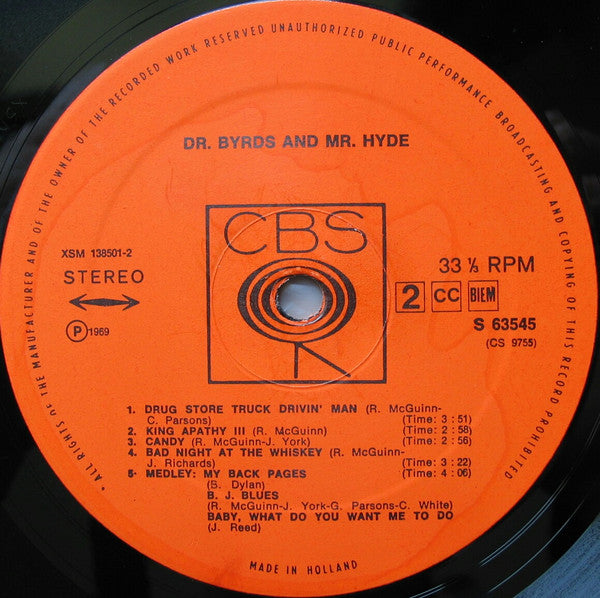 * ALL RIGHTS OF THE MANUFACTURER AND OF THE OWNER OF THE RECORDED WORK RESERVED UNAUTHORIZED PUBLIC PERFORMANCE BROADCASTING AND COPYING OF THIS RECORD PROHIBITED
DR. BYRDS AND MR. HYDE
CBS
XSM 138501-2
STEREO
33 ⅓ RPM
2 CC BIEM
Ⓟ1969
S 63545
(CS 9755)
1. DRUG STORE TRUCK DRIVIN' MAN (R. McGuinn-
C. Parsons) (Time: 3 : 51)
2. KING APATHY III (R. McGuinn) (Time: 2 : 58)
3. CANDY (R. McGuinn-J. York) (Time: 2 : 56)
4. BAD NIGHT AT THE WHISKEY (R. McGuinn-
J. Richards) (Time: 3 : 22)
5. MEDLEY: MY BACK PAGES (Time: 4 : 06)
(B. Dylan)
B. J. BLUES
(R. McGuinn-J. York-G. Parsons-C. White)
BABY, WHAT DO YOU WANT ME TO DO
(J. Reed)
MADE IN HOLLAND